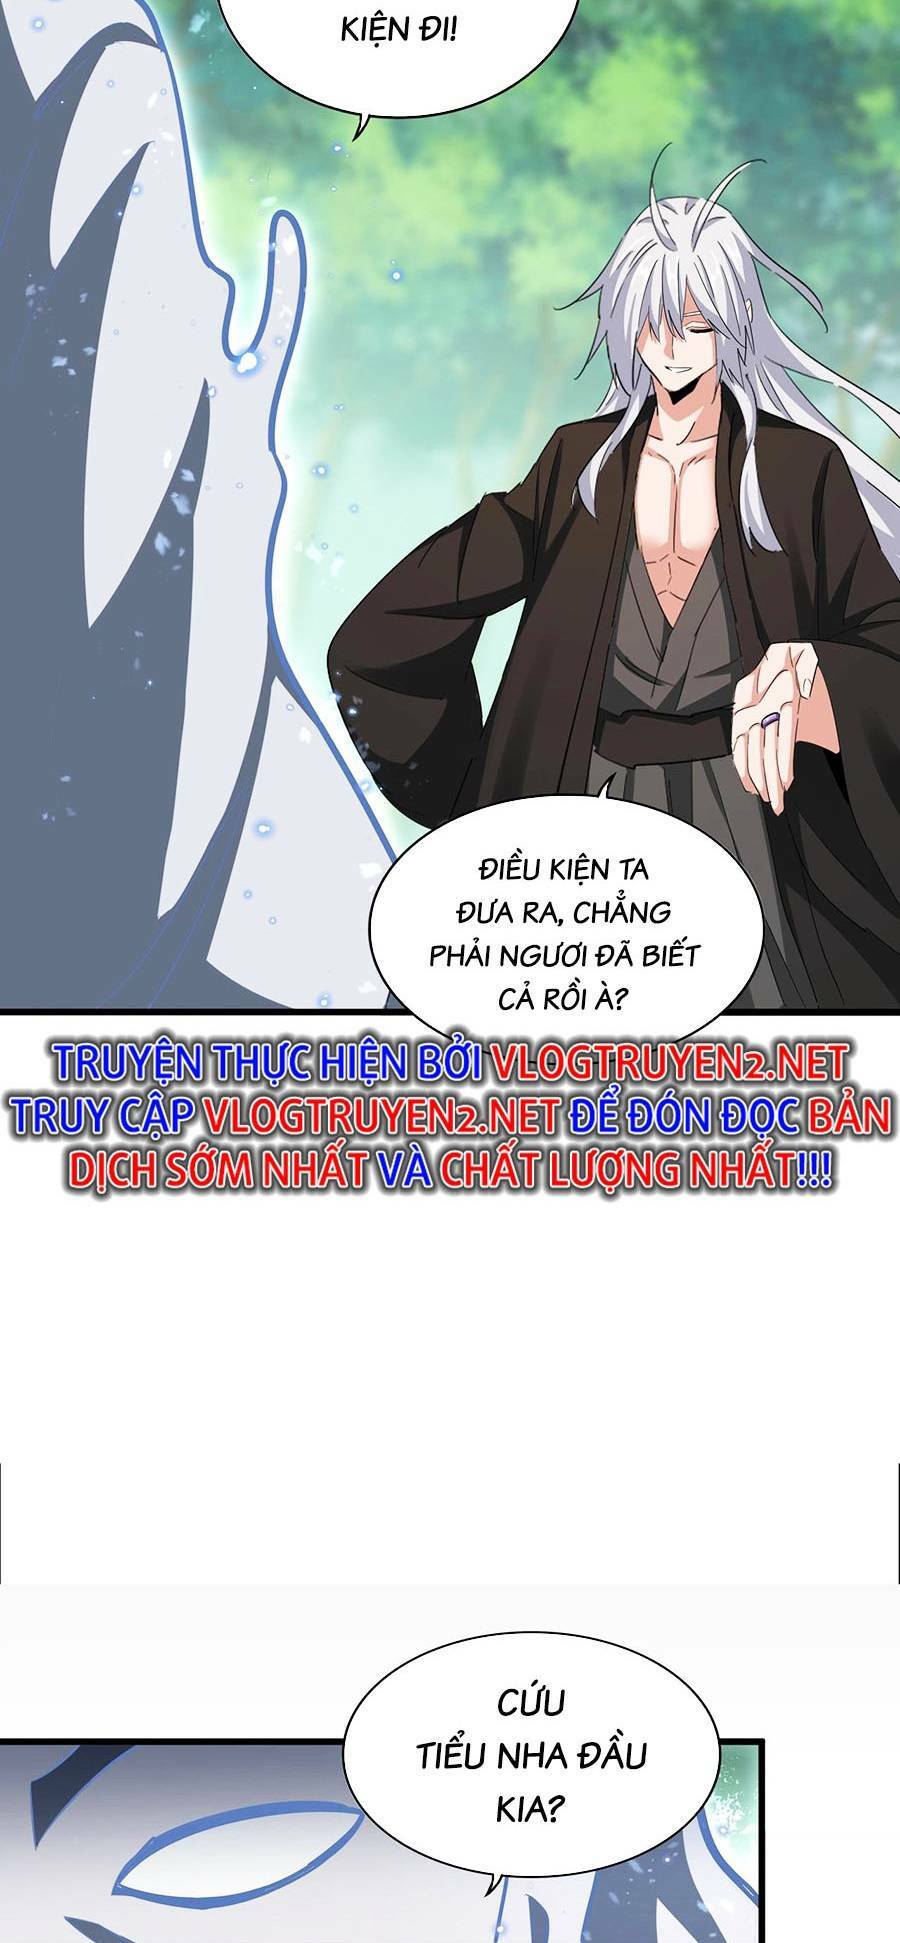 KIỆN ĐI!
ĐIỀU KIỆN TA
ĐƯA RA, CHẲNG
PHẢI NGƯƠI ĐÃ BIẾT
CẢ RỒI À?
TRUYỆN THỰC HIỆN BỞI VLOGTRUYEN2.NET
TRUY CẬP VLOGTRUYEN2.NET ĐỂ ĐÓN ĐỌC BẢN
DỊCH SỚM NHẤT VÀ CHẤT LƯỢNG NHẤT!!!
CỨU
TIỂU NHA ĐẦU
KIA?